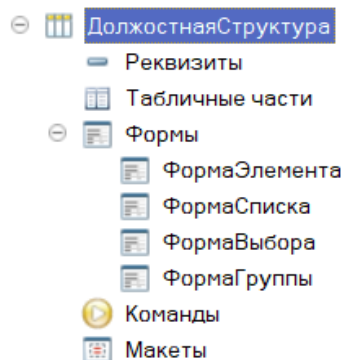 ДолжностнаяСтруктура
Реквизиты
Табличные части
Формы
ФормаЭлемента
ФормаСписка
ФормаВыбора
ФормаГруппы
Команды
Макеты